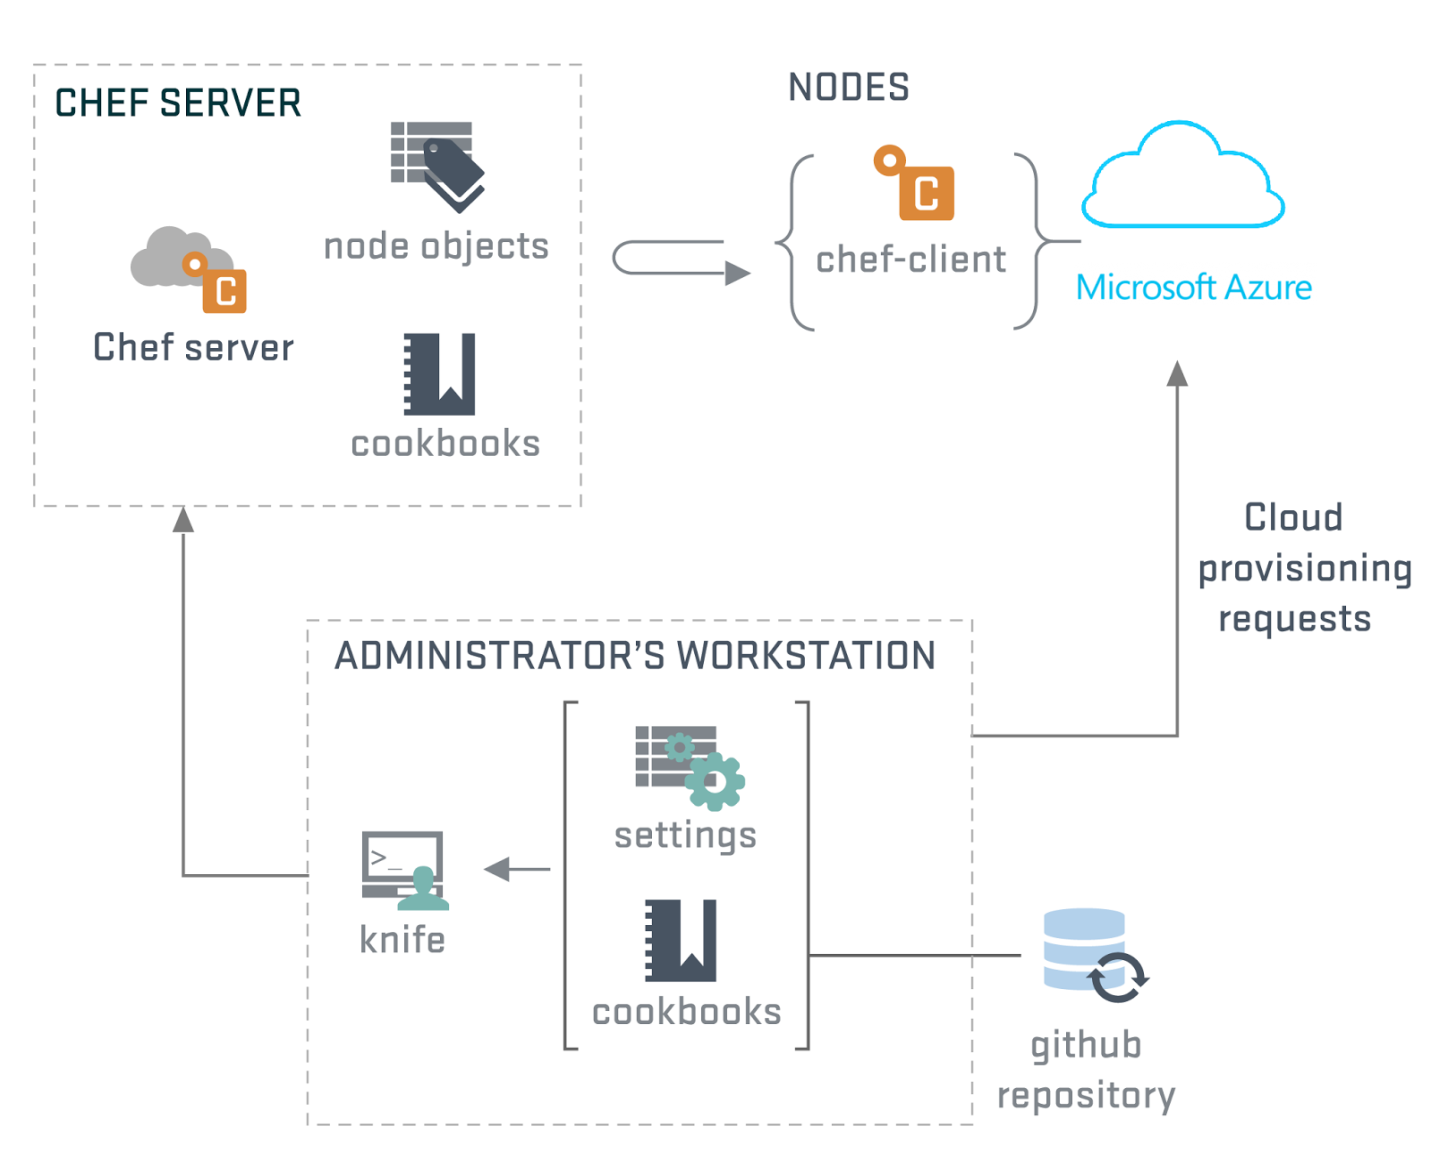 CHEF SERVER
node objects
C
Chef server
cookbooks
NODES
C
chef-client
Microsoft Azure
Cloud
provisioning
requests
ADMINISTRATOR’S WORKSTATION
settings
>_
knife
cookbooks
github
repository